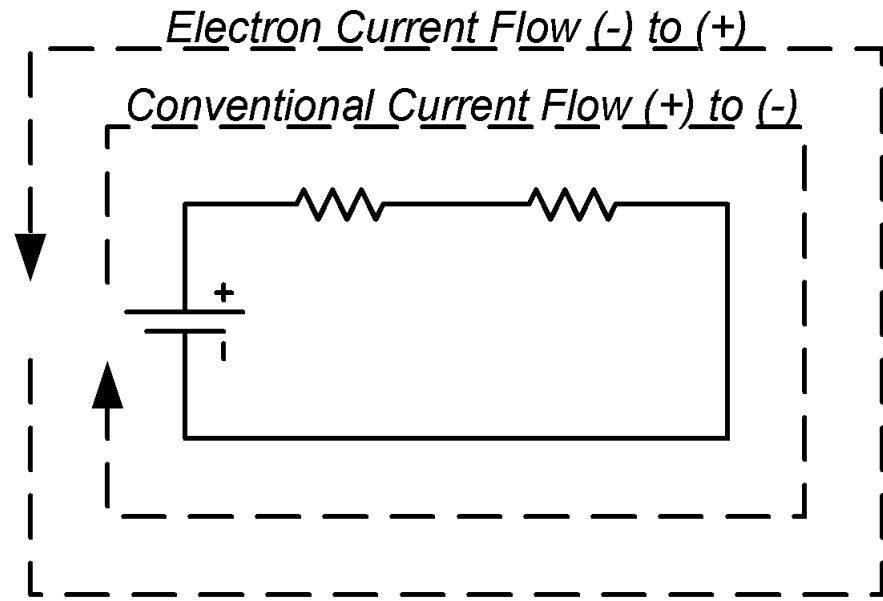 Electron Current Flow (-) to (+)
Conventional Current Flow (+) to (-)
+
-